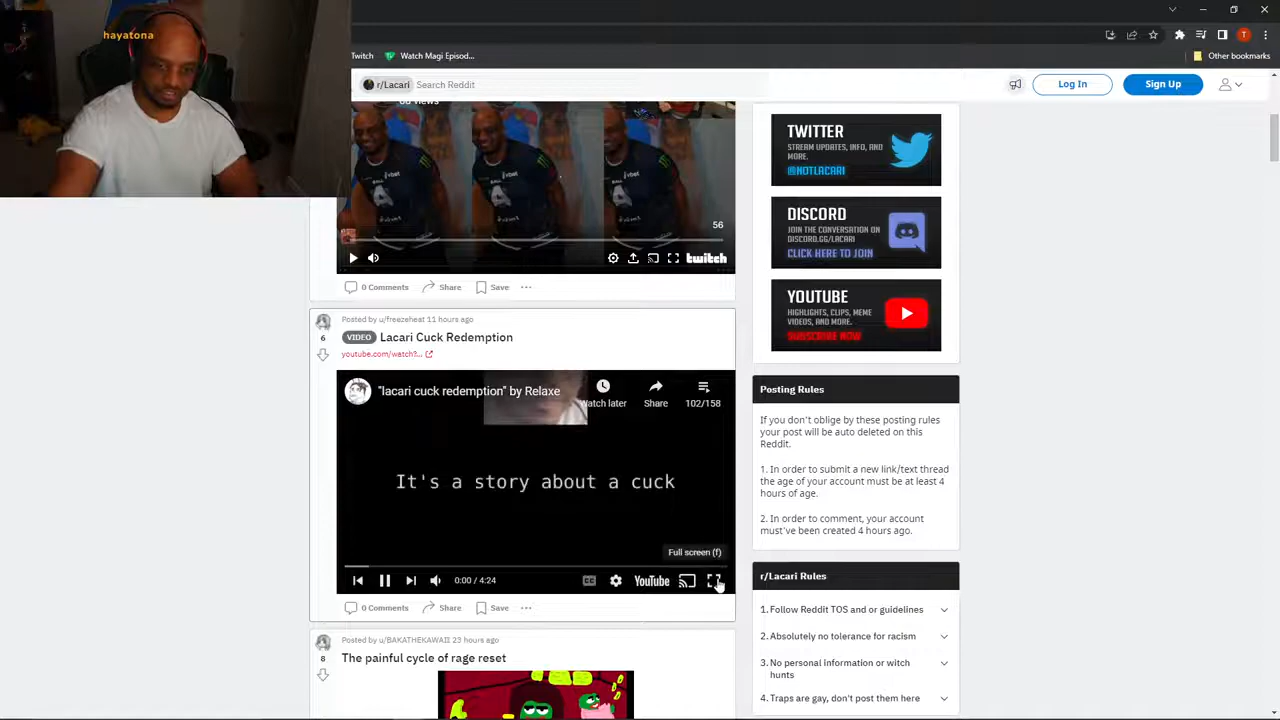 hayatona
Twitch
Watch Magi Episod...
Other bookmarks
T
r/Lacari
Search Reddit
Log In
Sign Up
56
twitch
0 Comments
Share
Save
TWITTER
STREAM UPDATES, INFO, AND
MORE.
@NOTLACARI
DISCORD
JOIN THE CONVERSATION ON
DISCORD.GG/LACARI
CLICK HERE TO JOIN
YOUTUBE
HIGHLIGHTS, CLIPS, MEME
VIDEOS, AND MORE.
SUBSCRIBE NOW
Posted by u/freezeheat 11 hours ago
6
VIDEO
Lacari Cuck Redemption
youtube.com/watch?...
"lacari cuck redemption" by Relaxe
Watch later
Share
102/158
It's a story about a cuck
Full screen (f)
0:00 / 4:24
CC
YouTube
0 Comments
Share
Save
Posted by u/BAKATHEKAWAII 23 hours ago
8
The painful cycle of rage reset
Posting Rules
If you don't oblige by these posting rules
your post will be auto deleted on this
Reddit.
1. In order to submit a new link/text thread
the age of your account must be at least 4
hours of age.
2. In order to comment, your account
must've been created 4 hours ago.
r/Lacari Rules
1. Follow Reddit TOS and or guidelines
2. Absolutely no tolerance for racism
3. No personal information or witch
hunts
4. Traps are gay, don't post them here